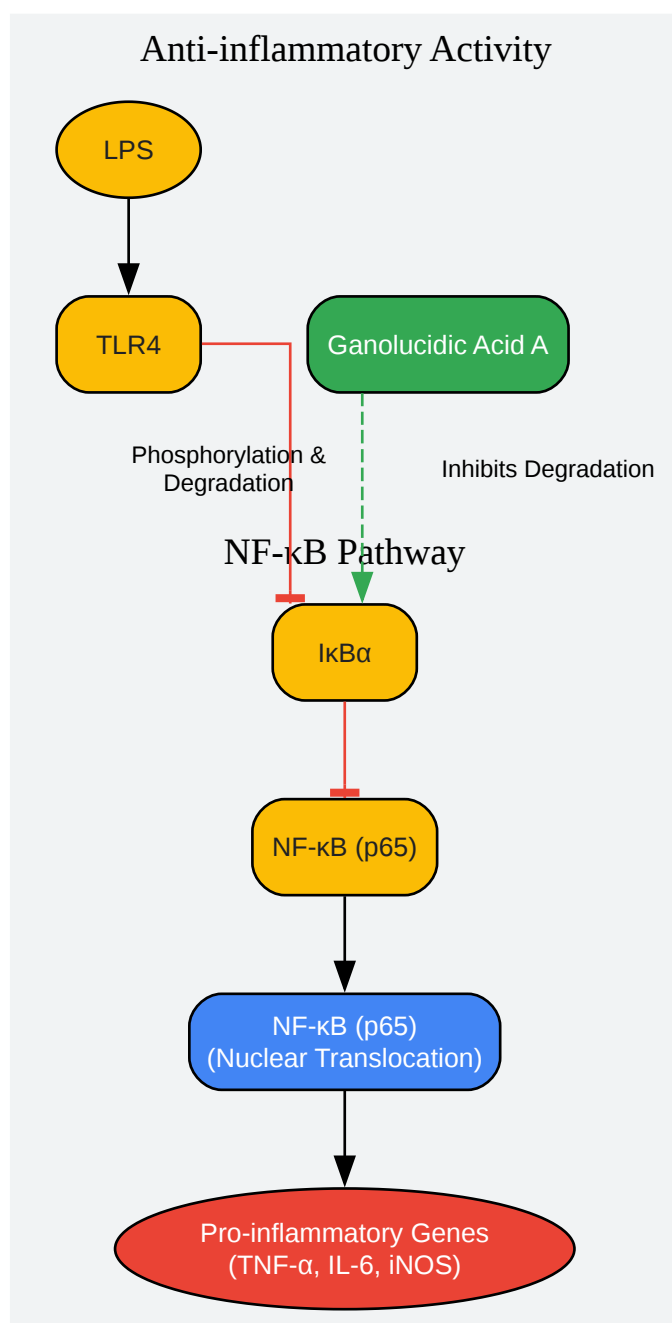 Anti-inflammatory Activity
LPS
TLR4
Ganolucidic Acid A
Phosphorylation &
Degradation
Inhibits Degradation
NF-κB Pathway
IκBα
NF-κB (p65)
NF-κB (p65)
(Nuclear Translocation)
Pro-inflammatory Genes
(TNF-α, IL-6, iNOS)